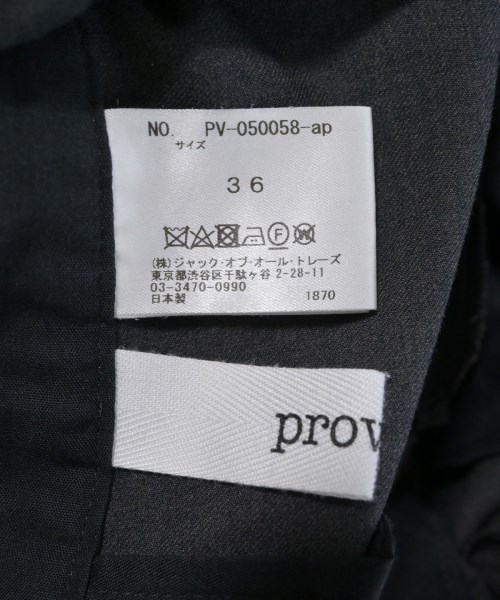 NO. PV-050058-ap
サイズ
36
F W
(株)ジャック・オブ・オール・トレーズ
東京都渋谷区千駄ヶ谷 2-28-11
03-3470-0990
日本製 1870
prov